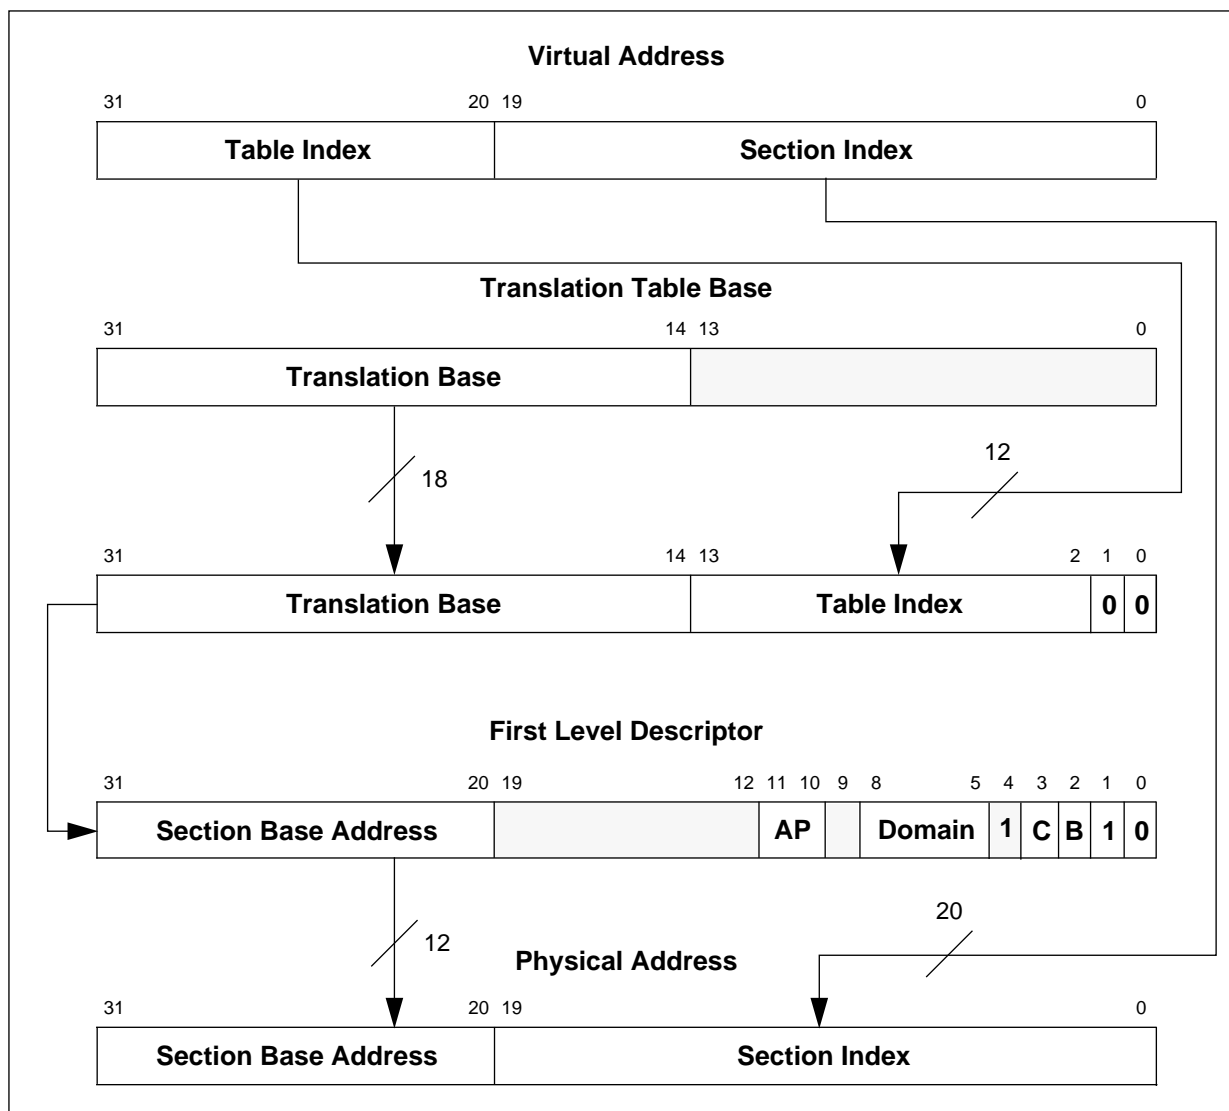 Virtual Address
31 20 19 0
Table Index Section Index
Translation Table Base
31 14 13 0
Translation Base
18
12
31 14 13 2 1 0
Translation Base Table Index 0 0
First Level Descriptor
31 20 19 12 11 10 9 8 5 4 3 2 1 0
Section Base Address AP Domain 1 C B 1 0
12
20
Physical Address
31 20 19 0
Section Base Address Section Index